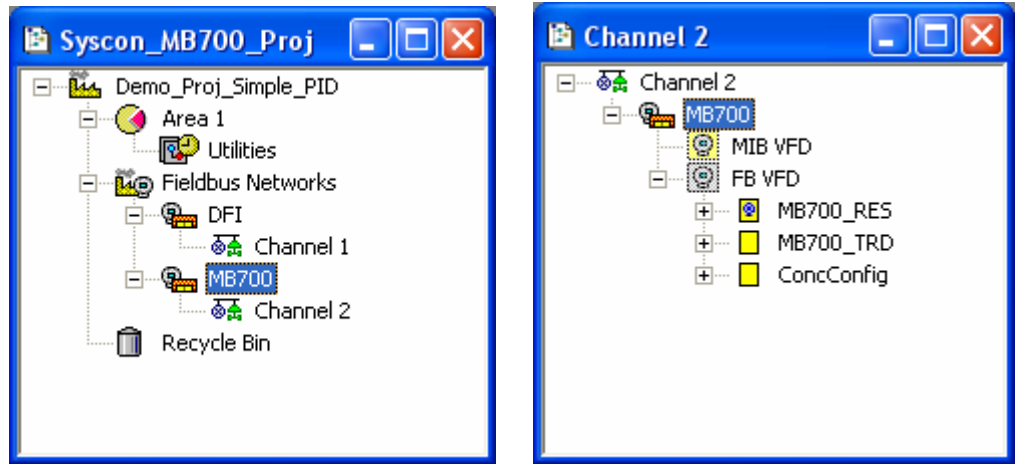 Syscon_MB700_Proj
Demo_Proj_Simple_PID
Area 1
Utilities
Fieldbus Networks
DFI
Channel 1
MB700
Channel 2
Recycle Bin
Channel 2
Channel 2
MB700
MIB VFD
FB VFD
MB700_RES
MB700_TRD
ConcConfig